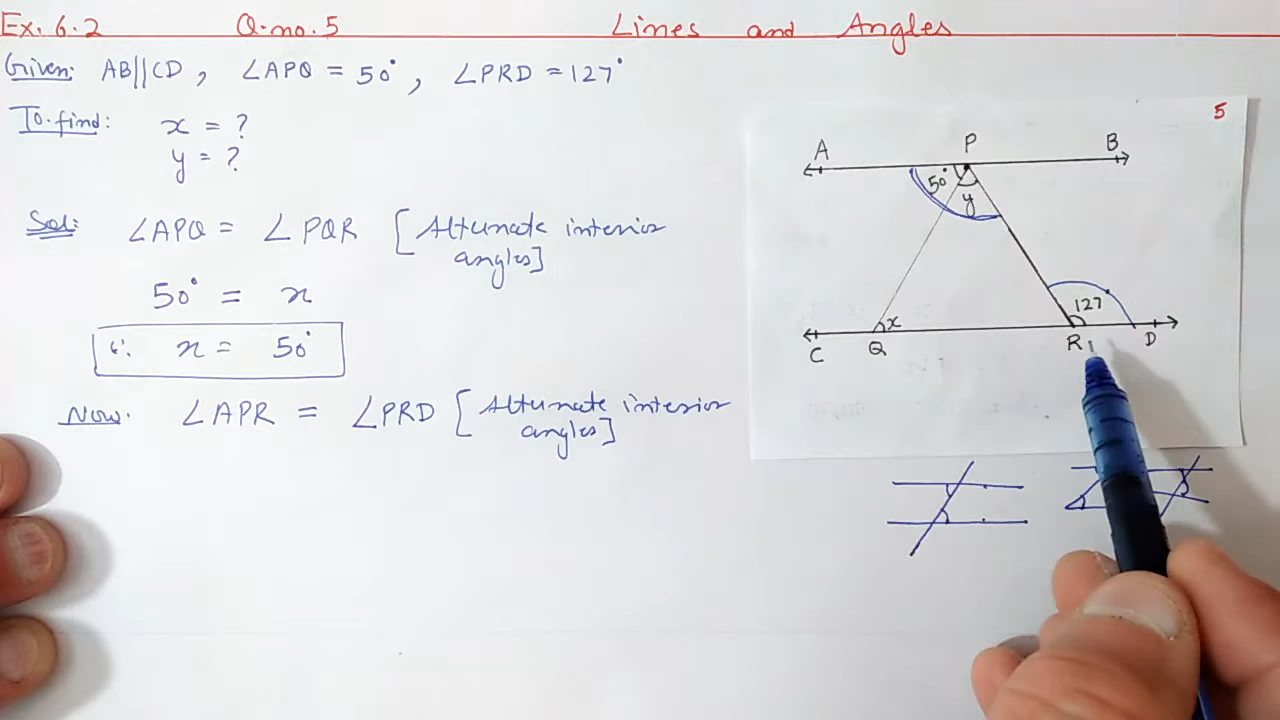 Ex. 6.2 Q.no.5 Lines and Angles
Given: AB||CD, ∠APQ = 50°, ∠PRD = 127°
To find: x = ?
y = ?
Sol: ∠APQ = ∠PQR [Alternate interior
angles]
50° = x
∴ x = 50°
Now. ∠APR = ∠PRD [Alternate interior
angles]
5
A P B
50°
y
x 127°
C Q R D